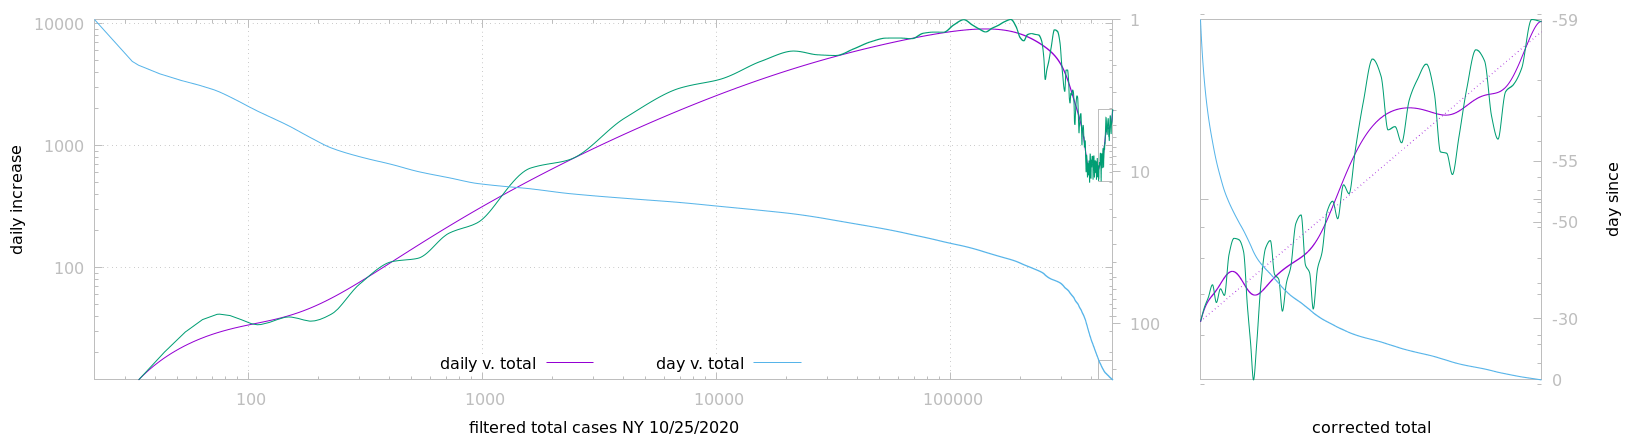 10000
1000
100
daily increase
1
10
100
daily v. total
day v. total
100
1000
10000
100000
filtered total cases NY 10/25/2020
-59
-55
-50
-30
0
day since
corrected total